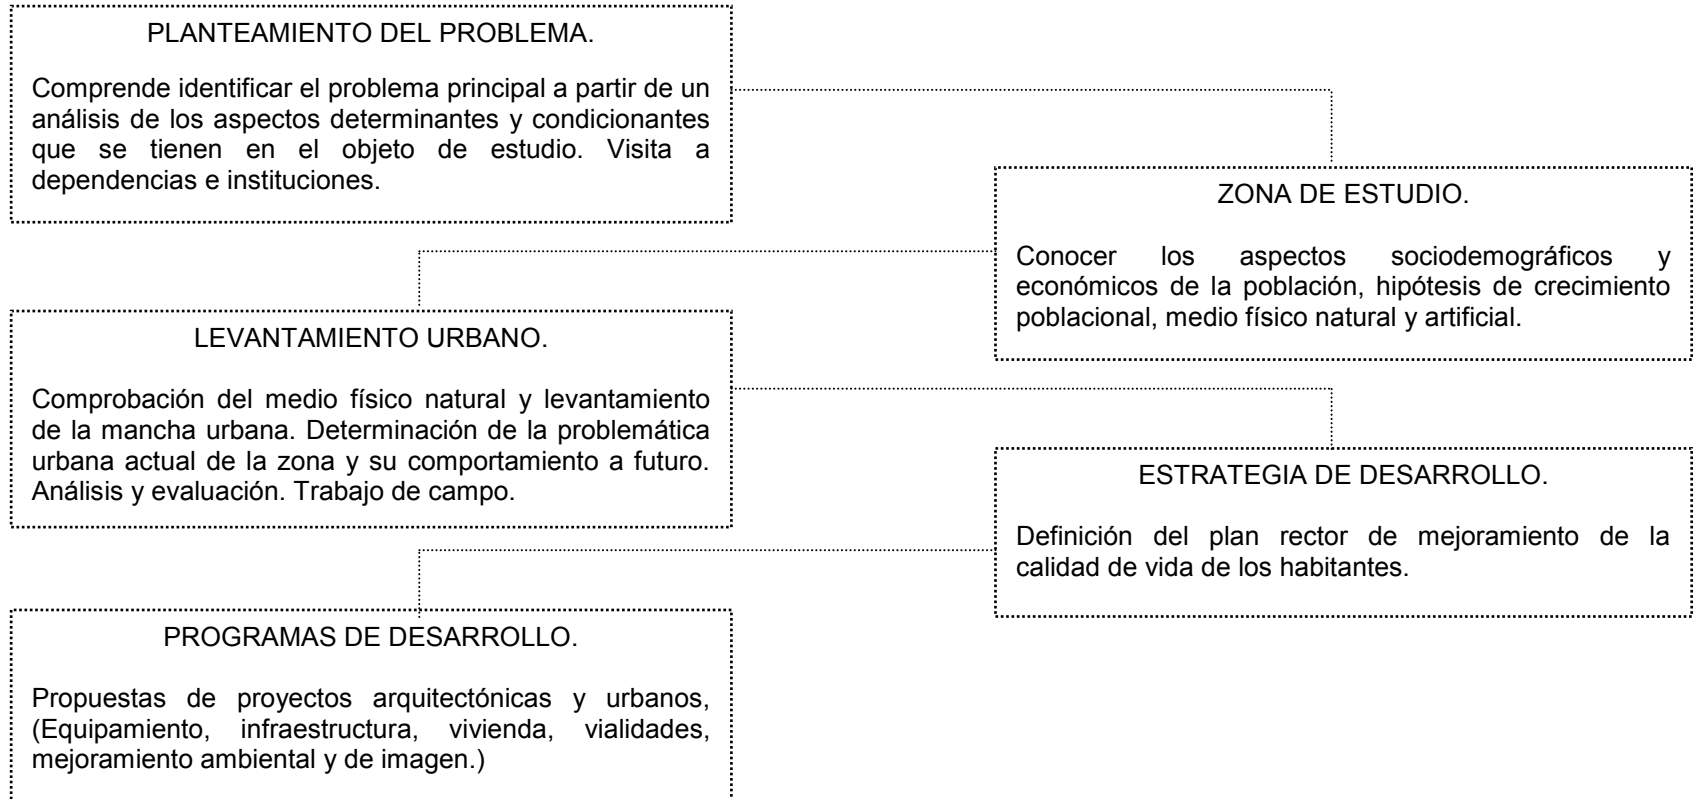 PLANTEAMIENTO DEL PROBLEMA.
Comprende identificar el problema principal a partir de un
análisis de los aspectos determinantes y condicionantes
que se tienen en el objeto de estudio. Visita a
dependencias e instituciones.
ZONA DE ESTUDIO.
Conocer los aspectos sociodemográficos y
económicos de la población, hipótesis de crecimiento
poblacional, medio físico natural y artificial.
LEVANTAMIENTO URBANO.
Comprobación del medio físico natural y levantamiento
de la mancha urbana. Determinación de la problemática
urbana actual de la zona y su comportamiento a futuro.
Análisis y evaluación. Trabajo de campo.
ESTRATEGIA DE DESARROLLO.
Definición del plan rector de mejoramiento de la
calidad de vida de los habitantes.
PROGRAMAS DE DESARROLLO.
Propuestas de proyectos arquitectónicas y urbanos,
(Equipamiento, infraestructura, vivienda, vialidades,
mejoramiento ambiental y de imagen.)